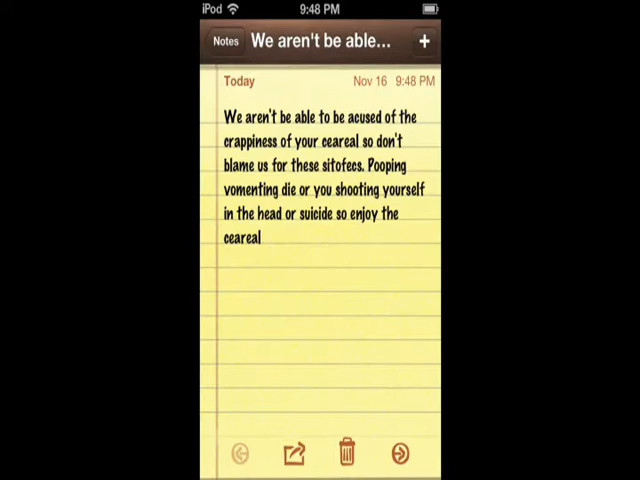 iPod 9:48 PM
Notes We aren't be able... +
Today Nov 16 9:48 PM
We aren't be able to be acused of the
crappiness of your ceareal so don't
blame us for these sitofecs. Pooping
vomenting die or you shooting yourself
in the head or suicide so enjoy the
ceareal